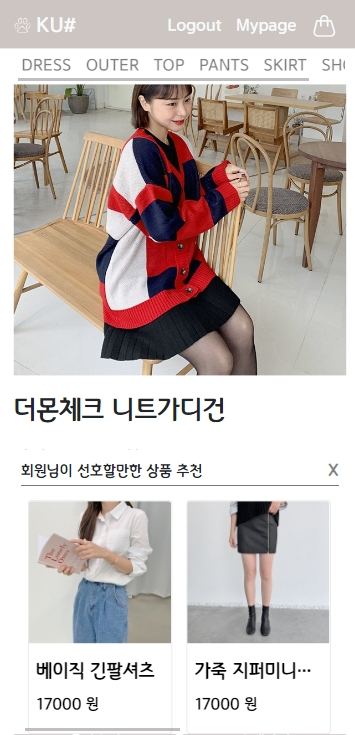 KU#
Logout Mypage
DRESS OUTER TOP PANTS SKIRT SHO
더몬체크 니트가디건
회원님이 선호할만한 상품 추천 X
베이직 긴팔셔츠
17000 원
가죽 지퍼미니…
17000 원